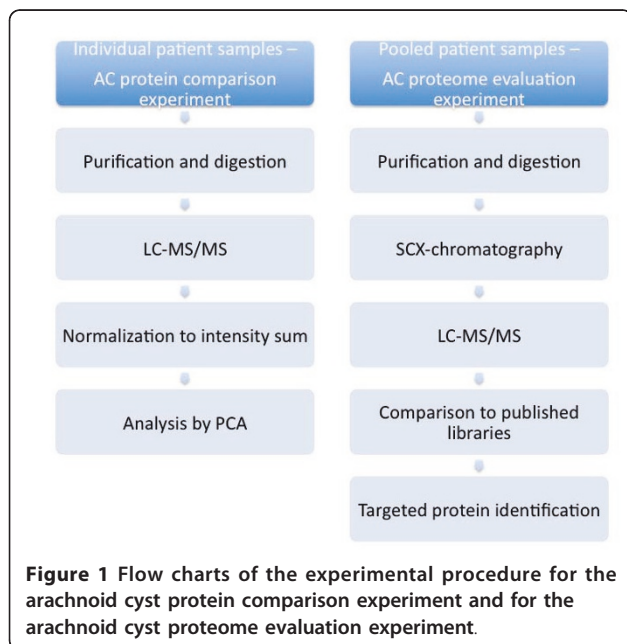 Individual patient samples –
AC protein comparison
experiment
Purification and digestion
LC-MS/MS
Normalization to intensity sum
Analysis by PCA
Pooled patient samples –
AC proteome evaluation
experiment
Purification and digestion
SCX-chromatography
LC-MS/MS
Comparison to published
libraries
Targeted protein identification
Figure 1 Flow charts of the experimental procedure for the
arachnoid cyst protein comparison experiment and for the
arachnoid cyst proteome evaluation experiment.